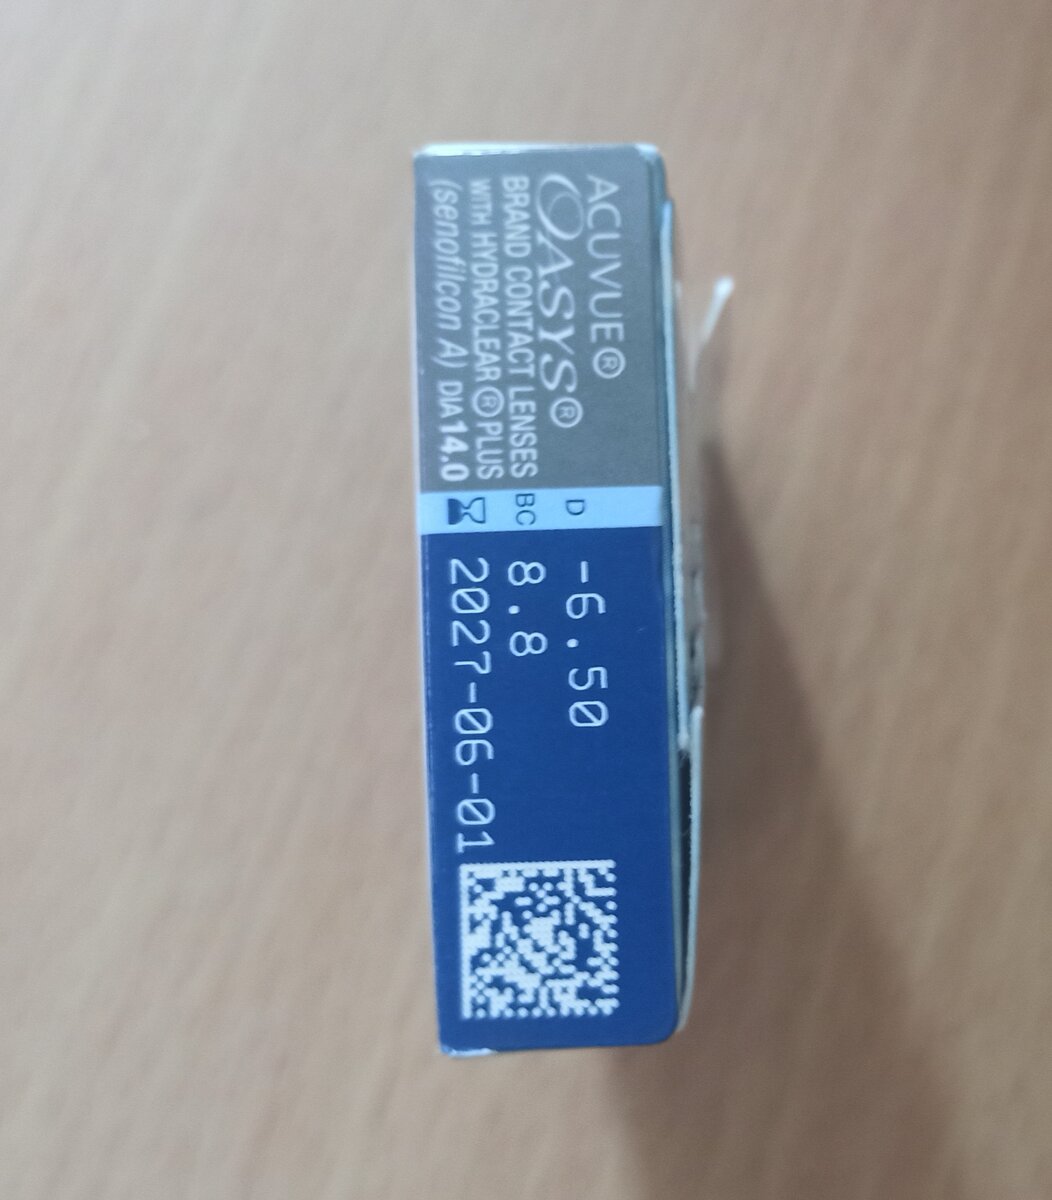 ACUVUE®
OASYS®
BRAND CONTACT LENSES
WITH HYDRACLEAR® PLUS
(senofilcon A) DIA 14.0
D -6.50
BC 8.8
2027-06-01